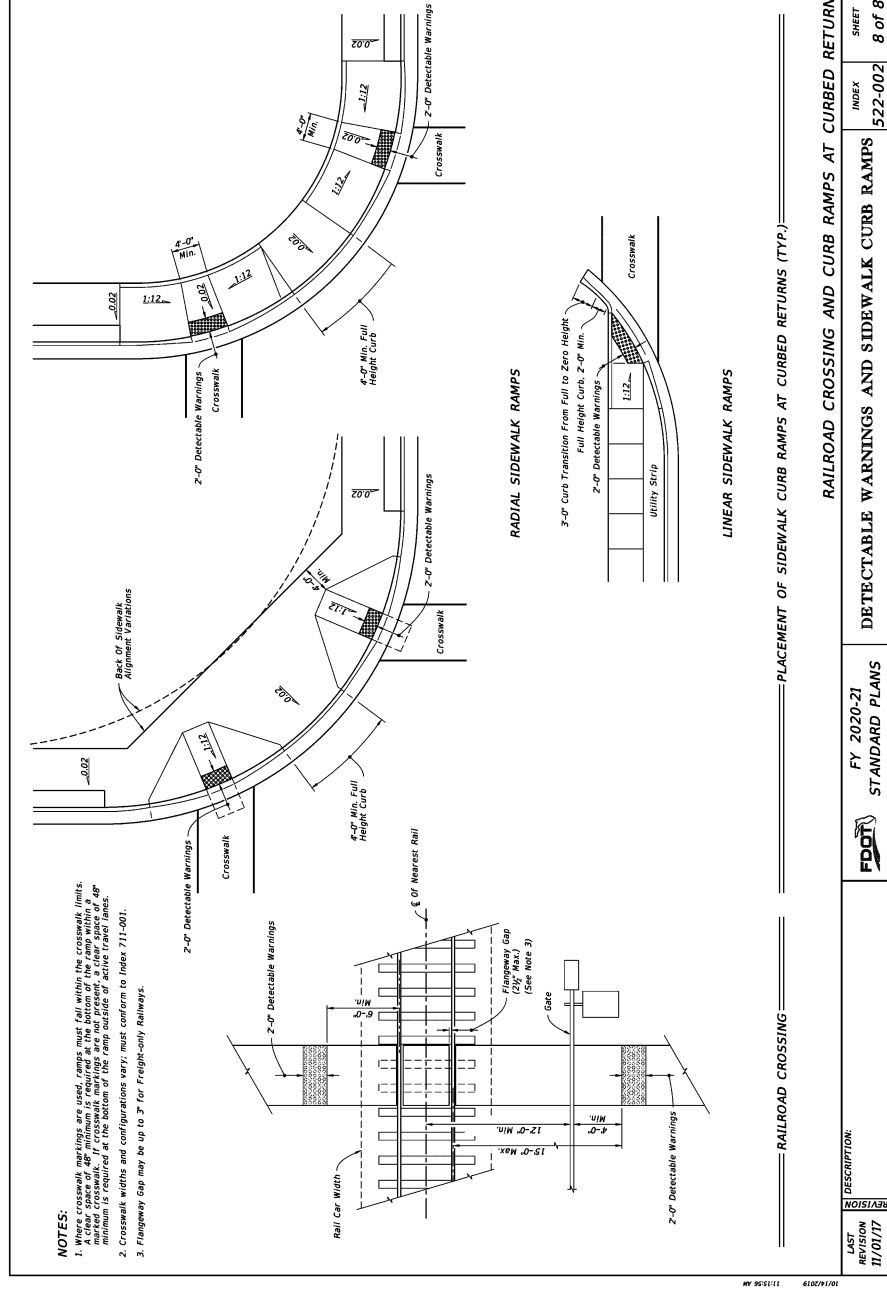 NOTES:
1. Where crosswalk markings are used, ramps must fall within the crosswalk limits.
A clear space of 48" minimum is required at the bottom of the ramp within a
marked crosswalk. If crosswalk markings are not present, a clear space of 48"
minimum is required at the bottom of the ramp outside of active travel lanes.
2. Crosswalk widths and configurations vary; must conform to Index 711-001.
3. Flangeway Gap may be up to 3" for Freight-only Railways.
Rail Car Width
2'-0" Detectable Warnings
6'-0"
Min.
℄ Of Nearest Rail
Flangeway Gap
(2½" Max.)
(See Note 3)
Gate
12'-0" Min.
15'-0" Max.
4'-0"
Min.
2'-0" Detectable Warnings
RAILROAD CROSSING
0.02
Back Of Sidewalk
Alignment Variations
2'-0" Detectable Warnings
Crosswalk
1:12
4'-0" Min. Full
Height Curb
0.02
1:12
4'-0"
Min.
0.02
2'-0" Detectable Warnings
Crosswalk
0.02
1:12
4'-0"
Min.
0.02
1:12
2'-0" Detectable Warnings
Crosswalk
4'-0" Min. Full
Height Curb
0.02
1:12
4'-0"
Min.
0.02
1:12
0.02
2'-0" Detectable Warnings
Crosswalk
RADIAL SIDEWALK RAMPS
3'-0" Curb Transition From Full to Zero Height
Full Height Curb, 2'-0" Min.
2'-0" Detectable Warnings
1:12
Utility Strip
Crosswalk
LINEAR SIDEWALK RAMPS
PLACEMENT OF SIDEWALK CURB RAMPS AT CURBED RETURNS (TYP.)
RAILROAD CROSSING AND CURB RAMPS AT CURBED RETURN
LAST
REVISION
11/01/17
REVISION
DESCRIPTION:
FDOT
FY 2020-21
STANDARD PLANS
DETECTABLE WARNINGS AND SIDEWALK CURB RAMPS
INDEX
522-002
SHEET
8 of 8
10/14/2019 11:15:56 AM